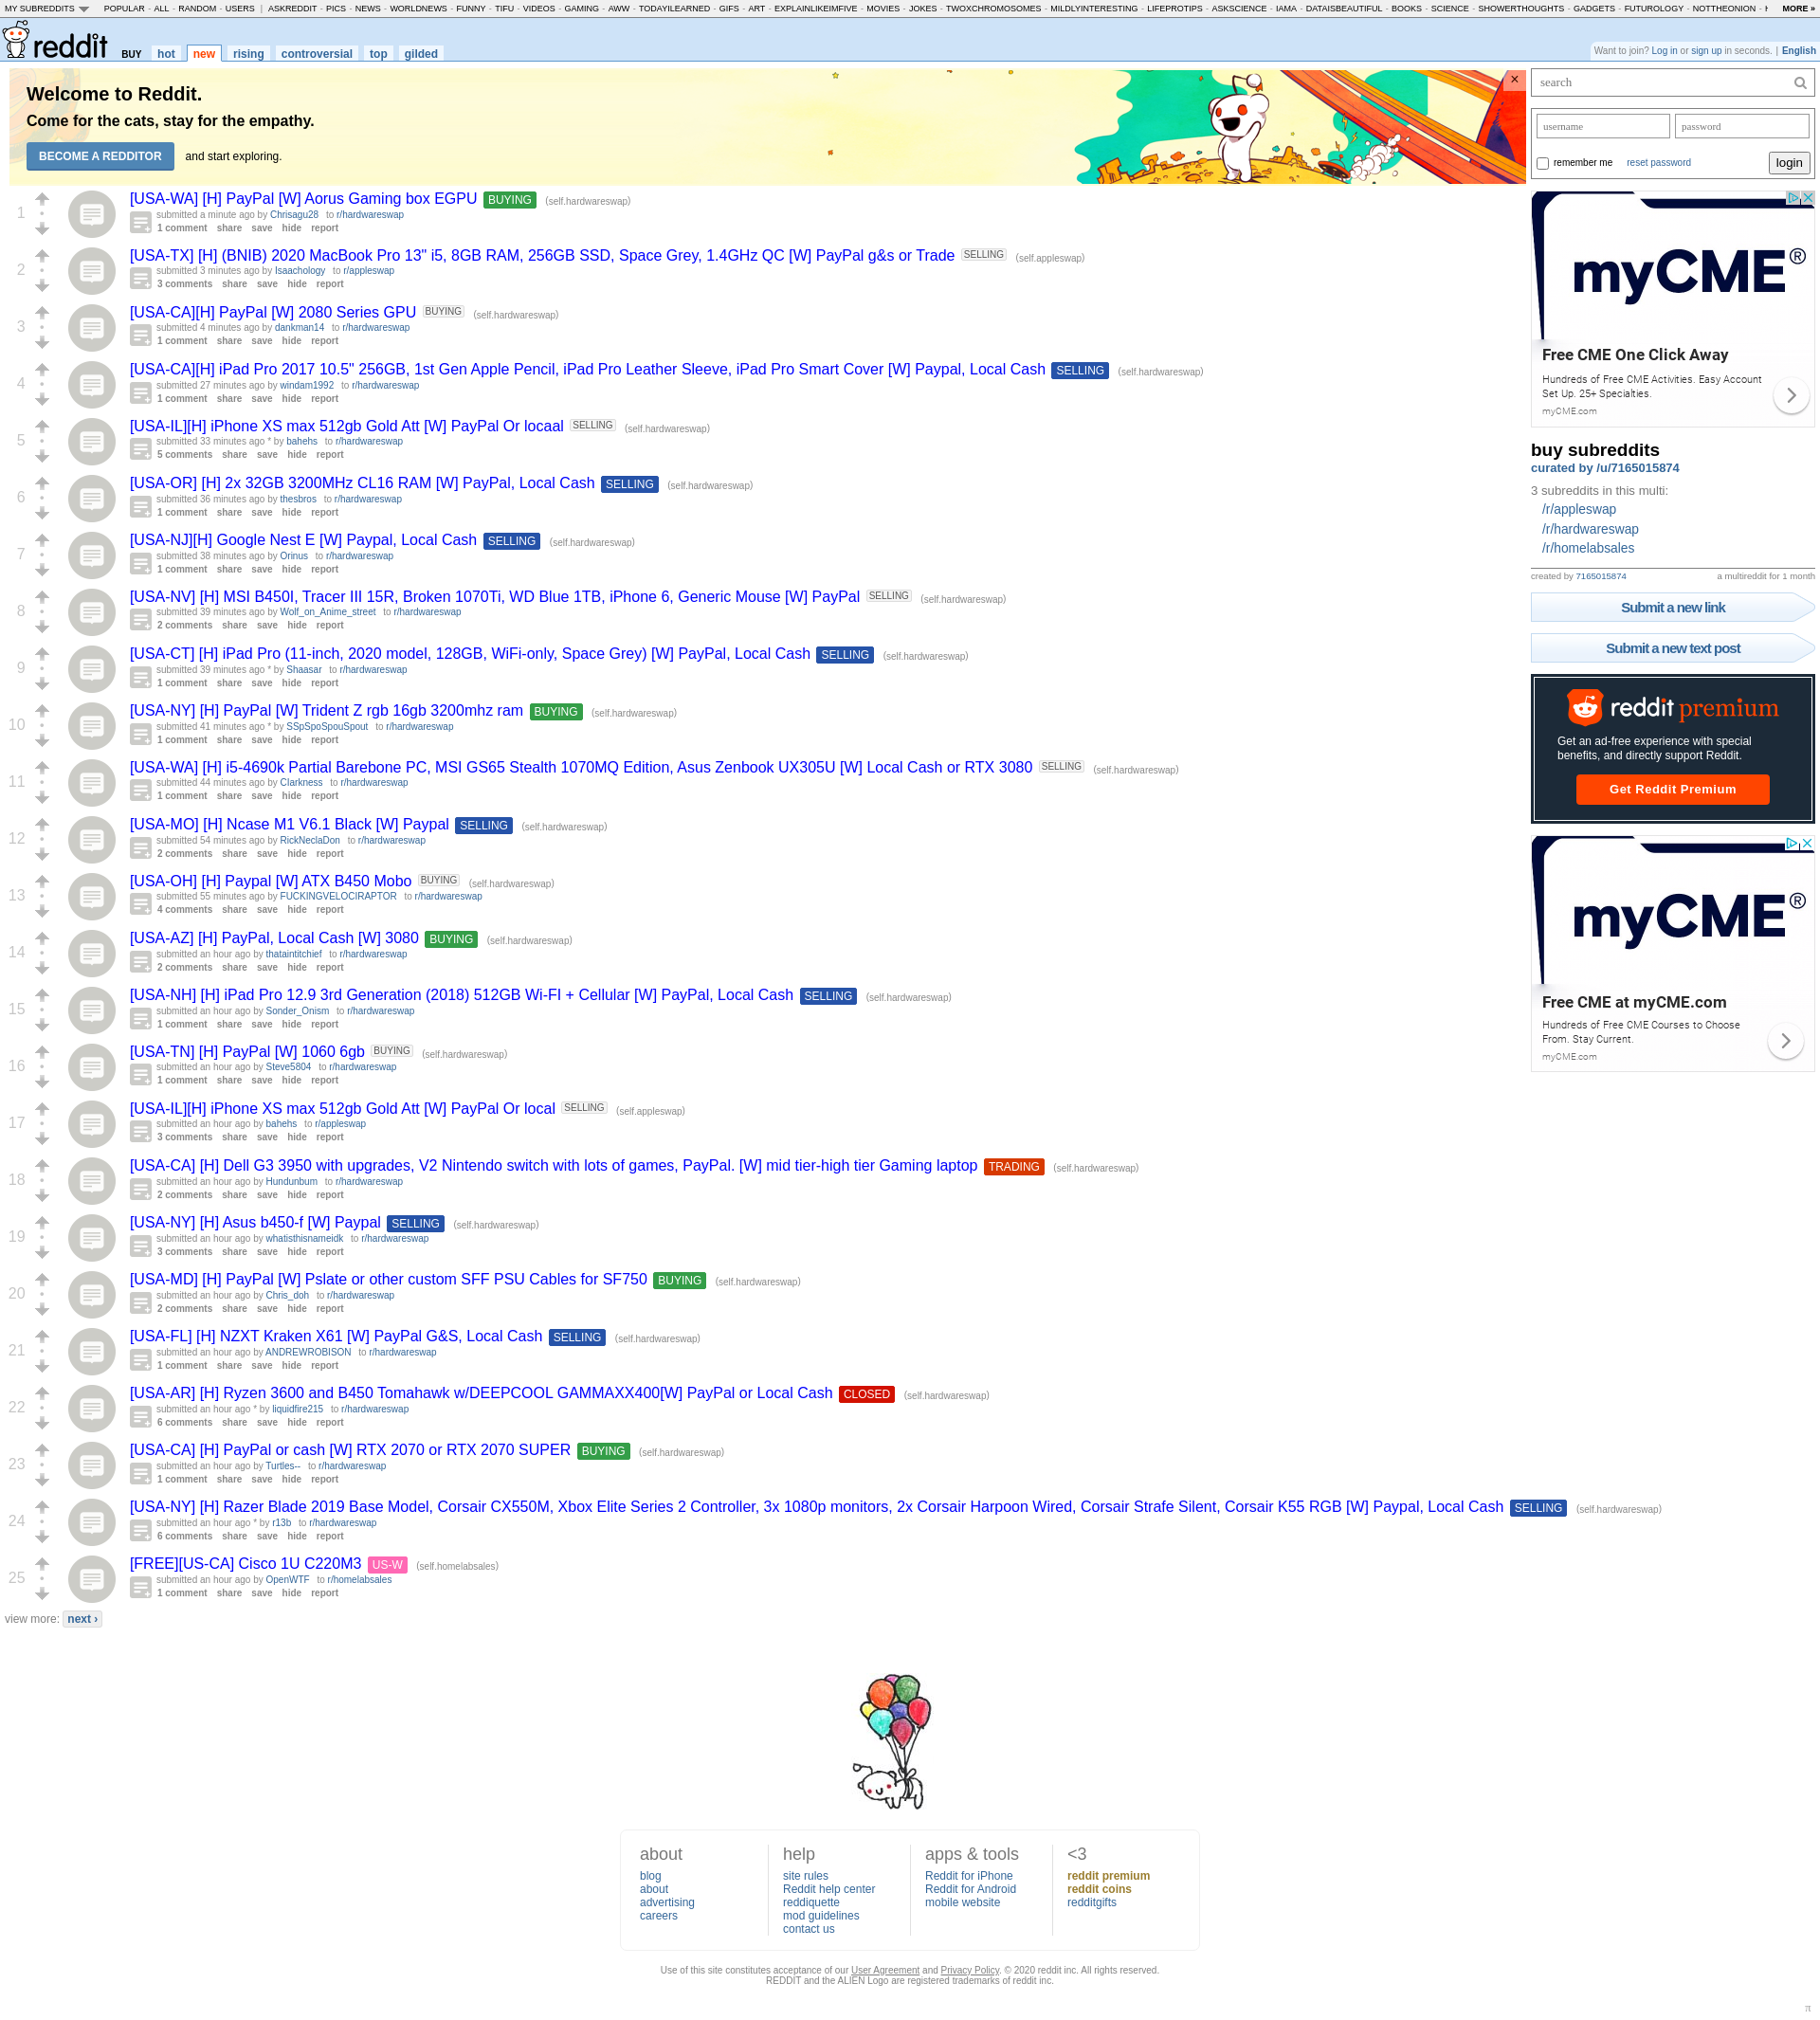 MY SUBREDDITS POPULAR - ALL - RANDOM - USERS | ASKREDDIT - PICS - NEWS - WORLDNEWS - FUNNY - TIFU - VIDEOS - GAMING - AWW - TODAYILEARNED - GIFS - ART - EXPLAINLIKEIMFIVE - MOVIES - JOKES - TWOXCHROMOSOMES - MILDLYINTERESTING - LIFEPROTIPS - ASKSCIENCE - IAMA - DATAISBEAUTIFUL - BOOKS - SCIENCE - SHOWERTHOUGHTS - GADGETS - FUTUROLOGY - NOTTHEONION - MORE »
reddit BUY hot new rising controversial top gilded
Want to join? Log in or sign up in seconds. | English
Welcome to Reddit.
Come for the cats, stay for the empathy.
BECOME A REDDITOR and start exploring.
×
1
[USA-WA] [H] PayPal [W] Aorus Gaming box EGPU BUYING (self.hardwareswap)
submitted a minute ago by Chrisagu28 to r/hardwareswap
1 comment share save hide report
2
[USA-TX] [H] (BNIB) 2020 MacBook Pro 13" i5, 8GB RAM, 256GB SSD, Space Grey, 1.4GHz QC [W] PayPal g&s or Trade SELLING (self.appleswap)
submitted 3 minutes ago by Isaachology to r/appleswap
3 comments share save hide report
3
[USA-CA][H] PayPal [W] 2080 Series GPU BUYING (self.hardwareswap)
submitted 4 minutes ago by dankman14 to r/hardwareswap
1 comment share save hide report
4
[USA-CA][H] iPad Pro 2017 10.5" 256GB, 1st Gen Apple Pencil, iPad Pro Leather Sleeve, iPad Pro Smart Cover [W] Paypal, Local Cash SELLING (self.hardwareswap)
submitted 27 minutes ago by windam1992 to r/hardwareswap
1 comment share save hide report
5
[USA-IL][H] iPhone XS max 512gb Gold Att [W] PayPal Or locaal SELLING (self.hardwareswap)
submitted 33 minutes ago * by bahehs to r/hardwareswap
5 comments share save hide report
6
[USA-OR] [H] 2x 32GB 3200MHz CL16 RAM [W] PayPal, Local Cash SELLING (self.hardwareswap)
submitted 36 minutes ago by thesbros to r/hardwareswap
1 comment share save hide report
7
[USA-NJ][H] Google Nest E [W] Paypal, Local Cash SELLING (self.hardwareswap)
submitted 38 minutes ago by Orinus to r/hardwareswap
1 comment share save hide report
8
[USA-NV] [H] MSI B450I, Tracer III 15R, Broken 1070Ti, WD Blue 1TB, iPhone 6, Generic Mouse [W] PayPal SELLING (self.hardwareswap)
submitted 39 minutes ago by Wolf_on_Anime_street to r/hardwareswap
2 comments share save hide report
9
[USA-CT] [H] iPad Pro (11-inch, 2020 model, 128GB, WiFi-only, Space Grey) [W] PayPal, Local Cash SELLING (self.hardwareswap)
submitted 39 minutes ago * by Shaasar to r/hardwareswap
1 comment share save hide report
10
[USA-NY] [H] PayPal [W] Trident Z rgb 16gb 3200mhz ram BUYING (self.hardwareswap)
submitted 41 minutes ago * by SSpSpoSpouSpout to r/hardwareswap
1 comment share save hide report
11
[USA-WA] [H] i5-4690k Partial Barebone PC, MSI GS65 Stealth 1070MQ Edition, Asus Zenbook UX305U [W] Local Cash or RTX 3080 SELLING (self.hardwareswap)
submitted 44 minutes ago by Clarkness to r/hardwareswap
1 comment share save hide report
12
[USA-MO] [H] Ncase M1 V6.1 Black [W] Paypal SELLING (self.hardwareswap)
submitted 54 minutes ago by RickNeclaDon to r/hardwareswap
2 comments share save hide report
13
[USA-OH] [H] Paypal [W] ATX B450 Mobo BUYING (self.hardwareswap)
submitted 55 minutes ago by FUCKINGVELOCIRAPTOR to r/hardwareswap
4 comments share save hide report
14
[USA-AZ] [H] PayPal, Local Cash [W] 3080 BUYING (self.hardwareswap)
submitted an hour ago by thataintitchief to r/hardwareswap
2 comments share save hide report
15
[USA-NH] [H] iPad Pro 12.9 3rd Generation (2018) 512GB Wi-FI + Cellular [W] PayPal, Local Cash SELLING (self.hardwareswap)
submitted an hour ago by Sonder_Onism to r/hardwareswap
1 comment share save hide report
16
[USA-TN] [H] PayPal [W] 1060 6gb BUYING (self.hardwareswap)
submitted an hour ago by Steve5804 to r/hardwareswap
1 comment share save hide report
17
[USA-IL][H] iPhone XS max 512gb Gold Att [W] PayPal Or local SELLING (self.appleswap)
submitted an hour ago by bahehs to r/appleswap
3 comments share save hide report
18
[USA-CA] [H] Dell G3 3950 with upgrades, V2 Nintendo switch with lots of games, PayPal. [W] mid tier-high tier Gaming laptop TRADING (self.hardwareswap)
submitted an hour ago by Hundunbum to r/hardwareswap
2 comments share save hide report
19
[USA-NY] [H] Asus b450-f [W] Paypal SELLING (self.hardwareswap)
submitted an hour ago by whatisthisnameidk to r/hardwareswap
3 comments share save hide report
20
[USA-MD] [H] PayPal [W] Pslate or other custom SFF PSU Cables for SF750 BUYING (self.hardwareswap)
submitted an hour ago by Chris_doh to r/hardwareswap
2 comments share save hide report
21
[USA-FL] [H] NZXT Kraken X61 [W] PayPal G&S, Local Cash SELLING (self.hardwareswap)
submitted an hour ago by ANDREWROBISON to r/hardwareswap
1 comment share save hide report
22
[USA-AR] [H] Ryzen 3600 and B450 Tomahawk w/DEEPCOOL GAMMAXX400[W] PayPal or Local Cash CLOSED (self.hardwareswap)
submitted an hour ago * by liquidfire215 to r/hardwareswap
6 comments share save hide report
23
[USA-CA] [H] PayPal or cash [W] RTX 2070 or RTX 2070 SUPER BUYING (self.hardwareswap)
submitted an hour ago by Turtles-- to r/hardwareswap
1 comment share save hide report
24
[USA-NY] [H] Razer Blade 2019 Base Model, Corsair CX550M, Xbox Elite Series 2 Controller, 3x 1080p monitors, 2x Corsair Harpoon Wired, Corsair Strafe Silent, Corsair K55 RGB [W] Paypal, Local Cash SELLING (self.hardwareswap)
submitted an hour ago * by r13b to r/hardwareswap
6 comments share save hide report
25
[FREE][US-CA] Cisco 1U C220M3 US-W (self.homelabsales)
submitted an hour ago by OpenWTF to r/homelabsales
1 comment share save hide report
view more: next ›
search
username password
remember me reset password login
myCME®
Free CME One Click Away
Hundreds of Free CME Activities. Easy Account
Set Up. 25+ Specialties.
myCME.com
buy subreddits
curated by /u/7165015874
3 subreddits in this multi:
/r/appleswap
/r/hardwareswap
/r/homelabsales
created by 7165015874 a multireddit for 1 month
Submit a new link
Submit a new text post
reddit premium
Get an ad-free experience with special
benefits, and directly support Reddit.
Get Reddit Premium
myCME®
Free CME at myCME.com
Hundreds of Free CME Courses to Choose
From. Stay Current.
myCME.com
about
blog
about
advertising
careers
help
site rules
Reddit help center
reddiquette
mod guidelines
contact us
apps & tools
Reddit for iPhone
Reddit for Android
mobile website
<3
reddit premium
reddit coins
redditgifts
Use of this site constitutes acceptance of our User Agreement and Privacy Policy. © 2020 reddit inc. All rights reserved.
REDDIT and the ALIEN Logo are registered trademarks of reddit inc.
π